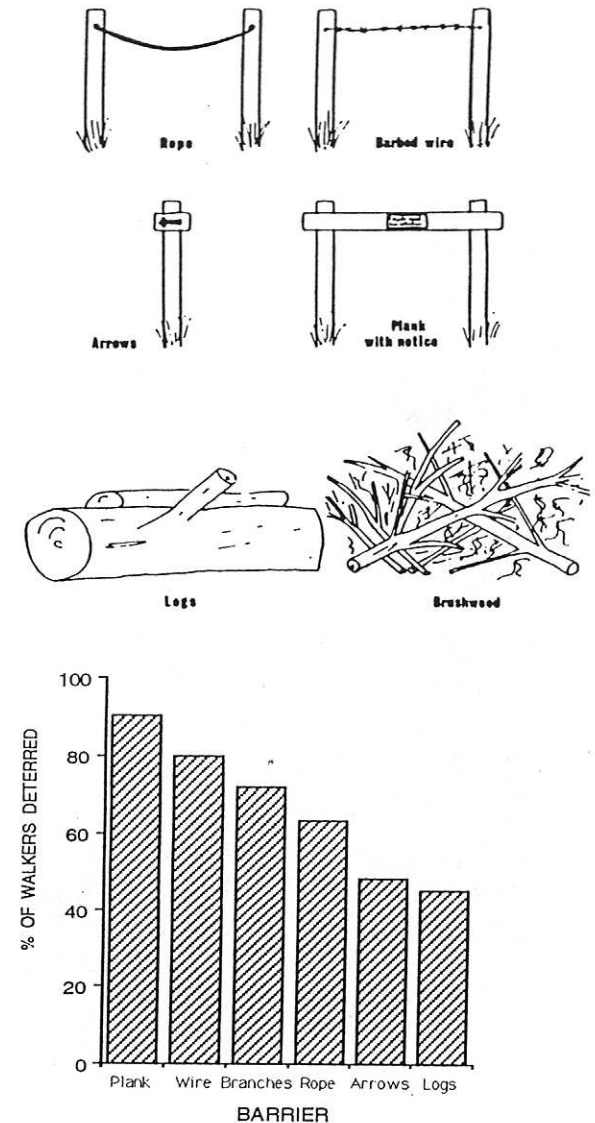 Rope
Barbed wire
Arrows
Plank
with notice
Logs
Brushwood
% OF WALKERS DETERRED
100
80
60
40
20
0
Plank Wire Branches Rope Arrows Logs
BARRIER